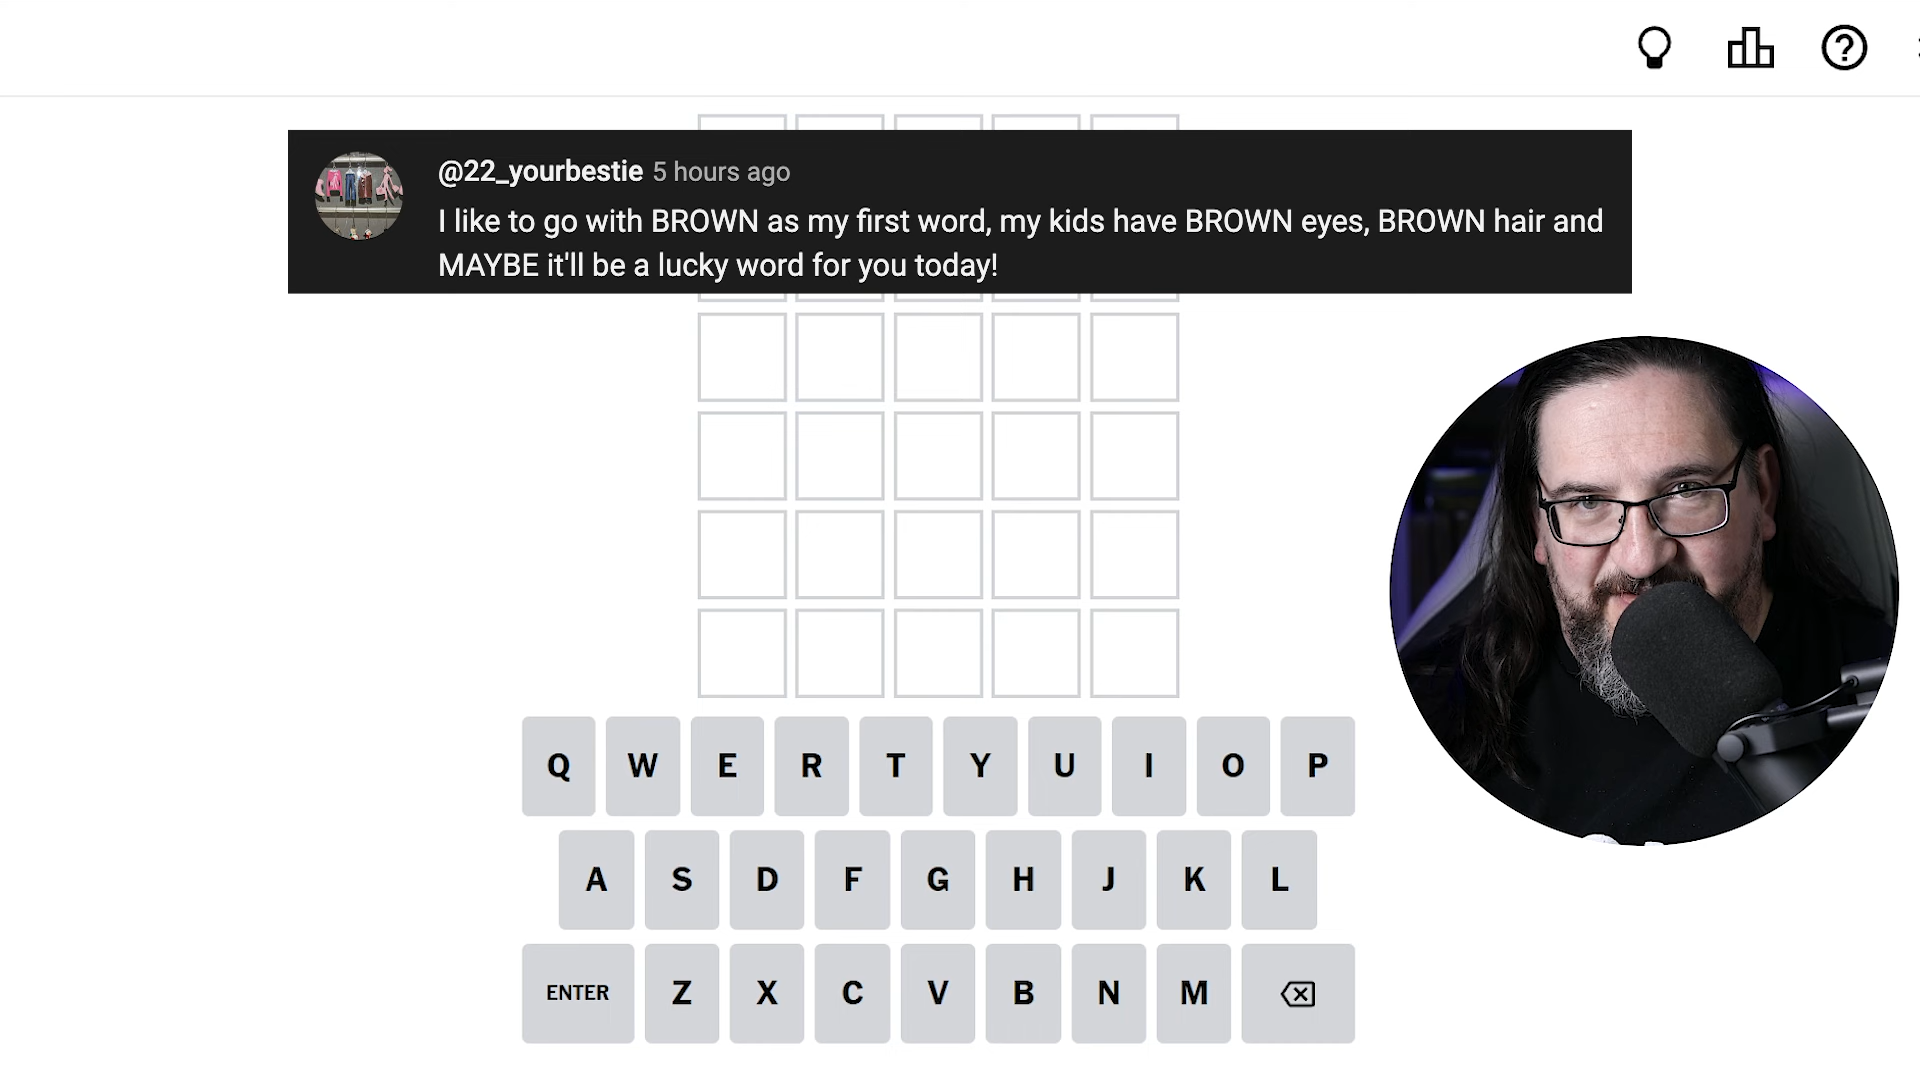 @22_yourbestie 5 hours ago
I like to go with BROWN as my first word, my kids have BROWN eyes, BROWN hair and
MAYBE it'll be a lucky word for you today!
Q W E R T Y U I O P
A S D F G H J K L
ENTER Z X C V B N M